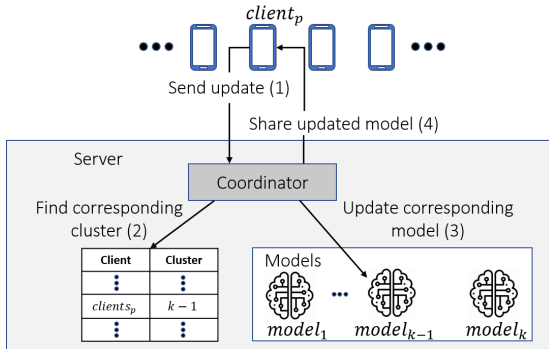 client_p
Send update (1)
Share updated model (4)
Server
Coordinator
Find corresponding
cluster (2)
Update corresponding
model (3)
Client Cluster
clients_p k − 1
Models
model_1 model_{k−1} model_k